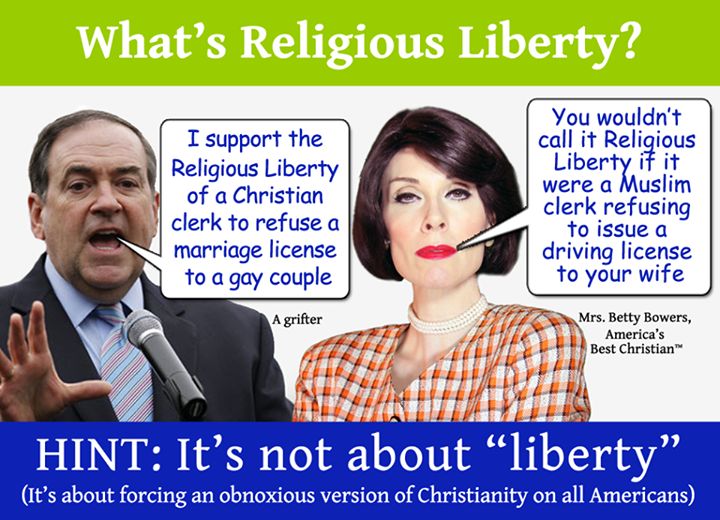 What's Religious Liberty?
I support the
Religious Liberty
of a Christian
clerk to refuse a
marriage license
to a gay couple
You wouldn't
call it Religious
Liberty if it
were a Muslim
clerk refusing
to issue a
driving license
to your wife
A grifter
Mrs. Betty Bowers,
America's
Best Christian™
HINT: It's not about “liberty”
(It's about forcing an obnoxious version of Christianity on all Americans)